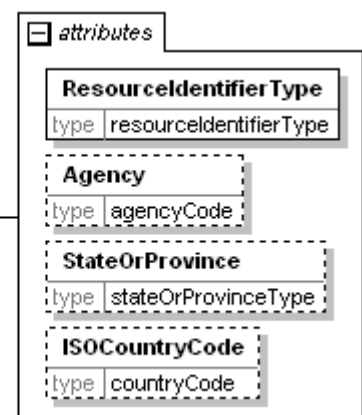 attributes
ResourceIdentifierType
type resourceIdentifierType
Agency
type agencyCode
StateOrProvince
type stateOrProvinceType
ISOCountryCode
type countryCode